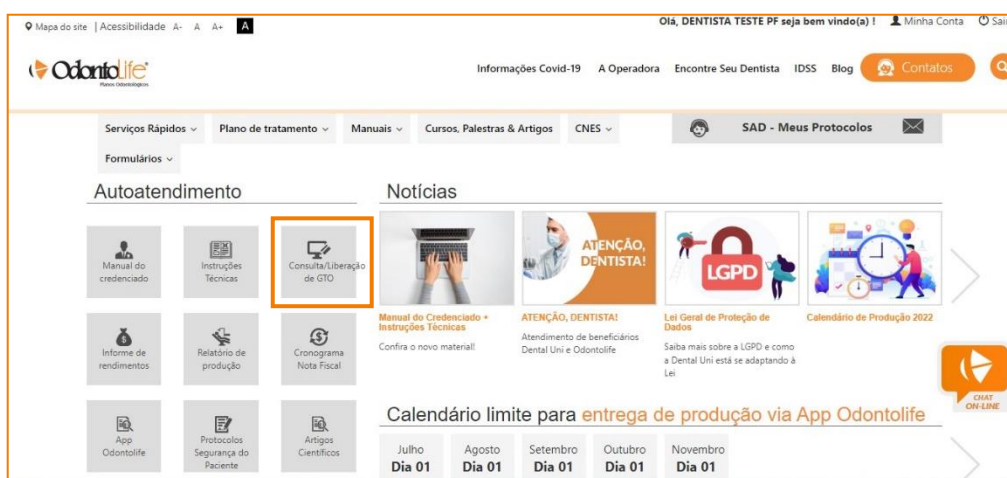 Mapa do site | Acessibilidade A- A A+ A
Olá, DENTISTA TESTE PF seja bem vindo(a) ! Minha Conta Sair
OdontoLife
Planos Odontológicos
Informações Covid-19 A Operadora Encontre Seu Dentista IDSS Blog Contatos
Serviços Rápidos Plano de tratamento Manuais Cursos, Palestras & Artigos CNES SAD - Meus Protocolos
Formulários
Autoatendimento
Manual do
credenciado
Instruções
Técnicas
Consulta/Liberação
de GTO
Informe de
rendimentos
Relatório de
produção
Cronograma
Nota Fiscal
App
Odontolife
Protocolos
Segurança do
Paciente
Artigos
Científicos
Notícias
Manual do Credenciado +
Instruções Técnicas
Confira o novo material!
ATENÇÃO,
DENTISTA!
ATENÇÃO, DENTISTA!
Atendimento de beneficiários
Dental Uni e Odontolife
LGPD
Lei Geral de Proteção de
Dados
Saiba mais sobre a LGPD e como
a Dental Uni está se adaptando à
Lei
Calendário de Produção 2022
CHAT
ON-LINE
Calendário limite para entrega de produção via App Odontolife
Julho
Dia 01
Agosto
Dia 01
Setembro
Dia 01
Outubro
Dia 01
Novembro
Dia 01